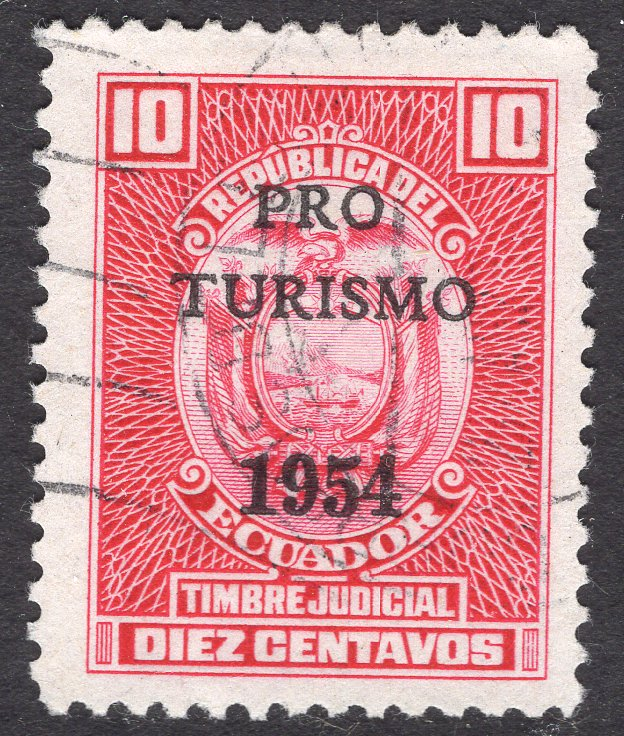 10 10
REPUBLICA DEL
PRO
TURISMO
1954
ECUADOR
TIMBRE JUDICIAL
DIEZ CENTAVOS